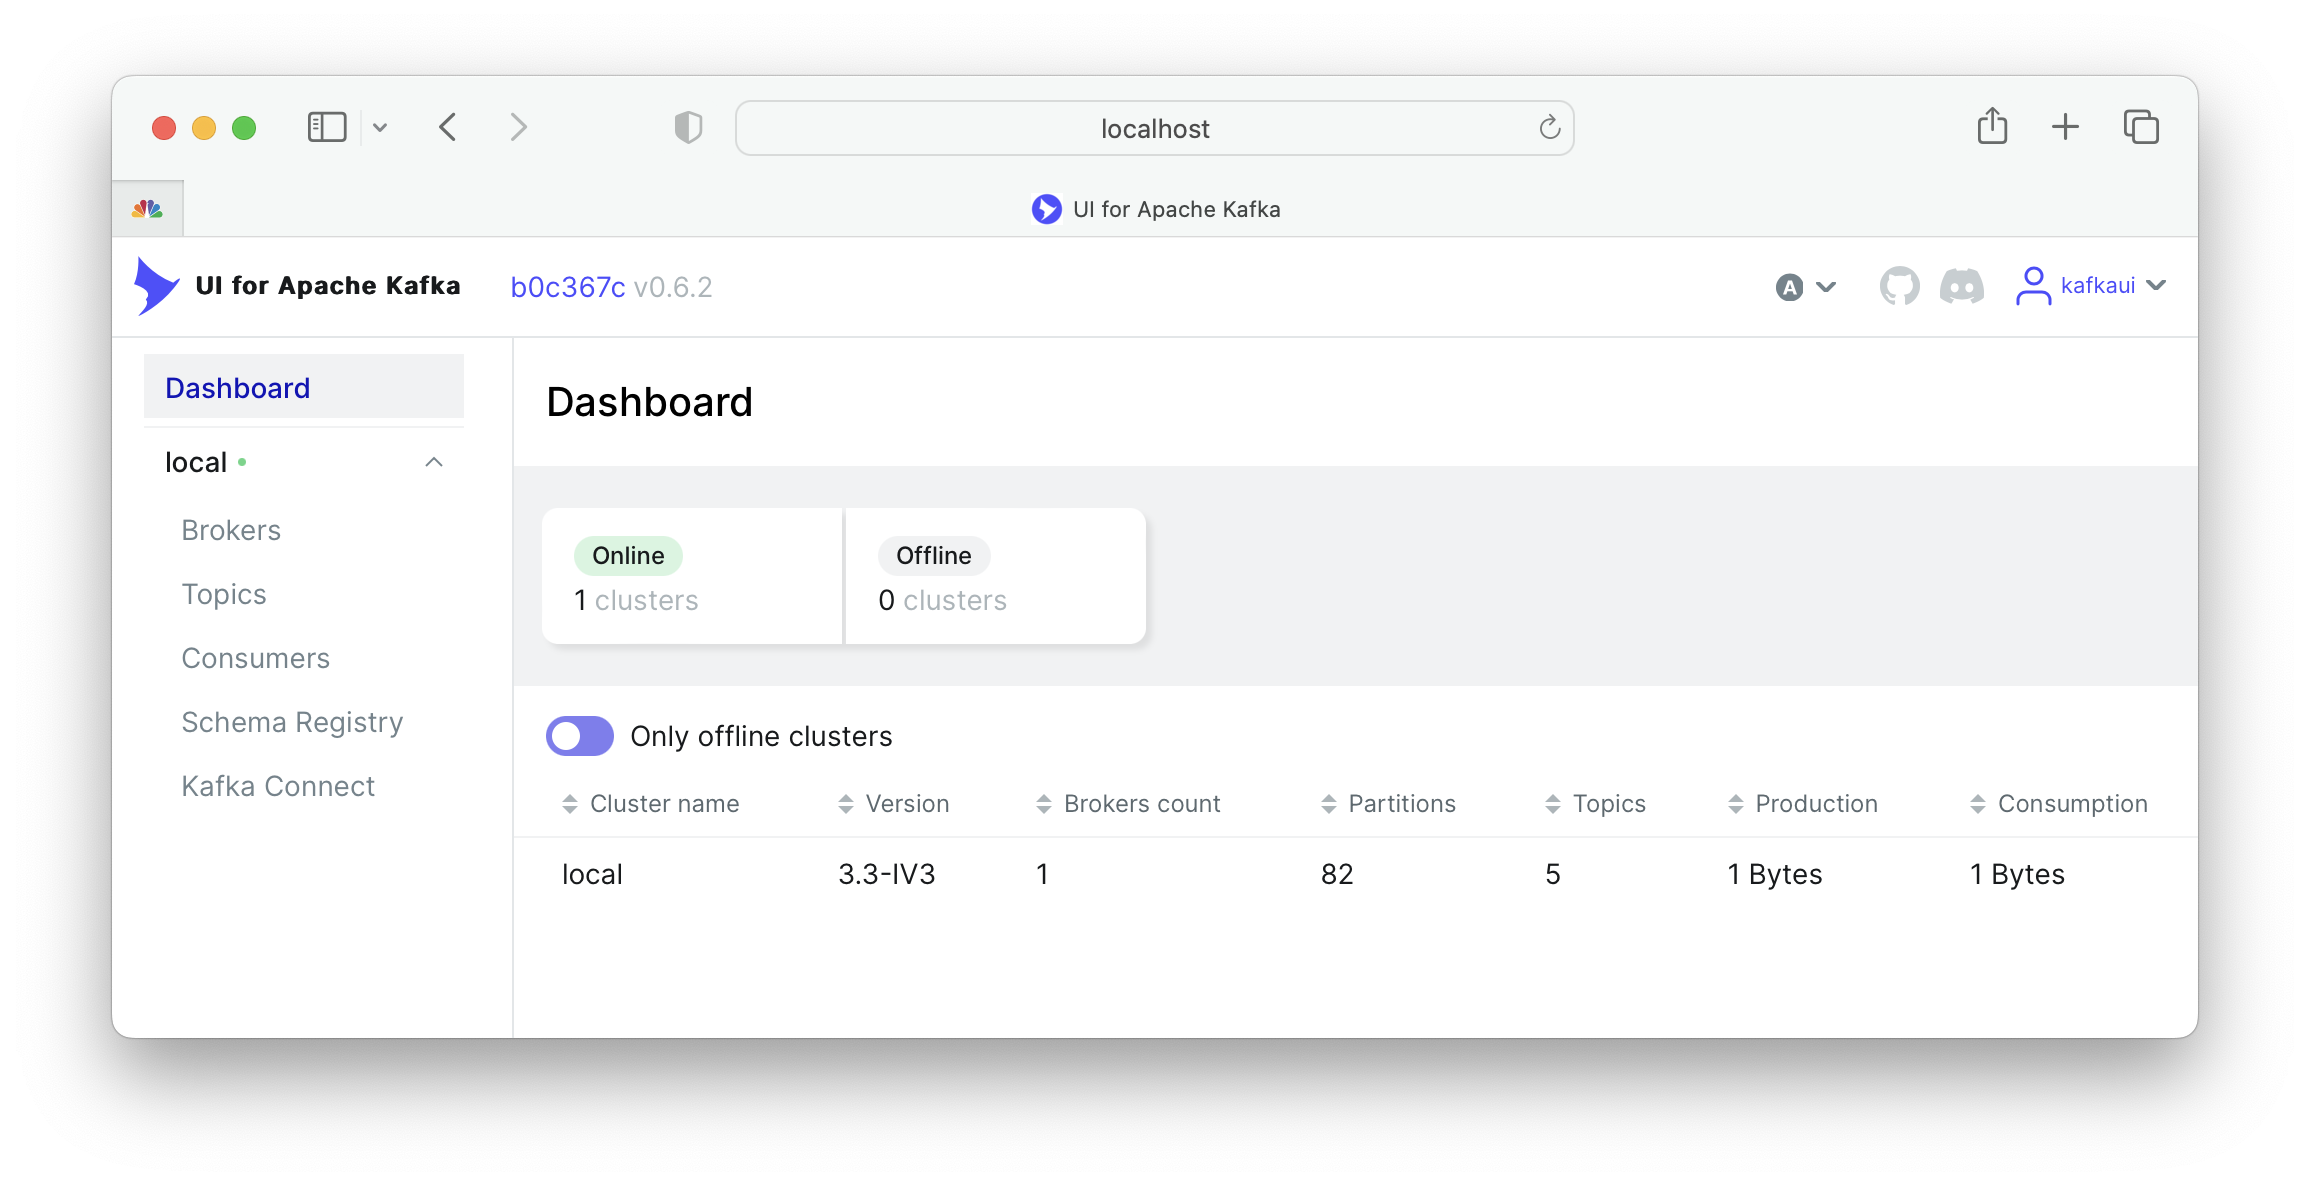 localhost
UI for Apache Kafka
UI for Apache Kafka b0c367c v0.6.2 A kafkaui
Dashboard
local
Brokers
Topics
Consumers
Schema Registry
Kafka Connect
Dashboard
Online Offline
1 clusters 0 clusters
Only offline clusters
Cluster name Version Brokers count Partitions Topics Production Consumption
local 3.3-IV3 1 82 5 1 Bytes 1 Bytes